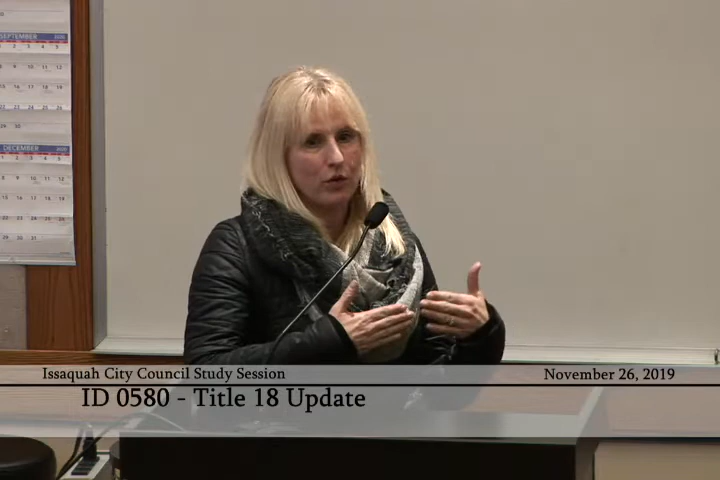 SEPTEMBER
DECEMBER
Issaquah City Council Study Session
November 26, 2019
ID 0580 - Title 18 Update